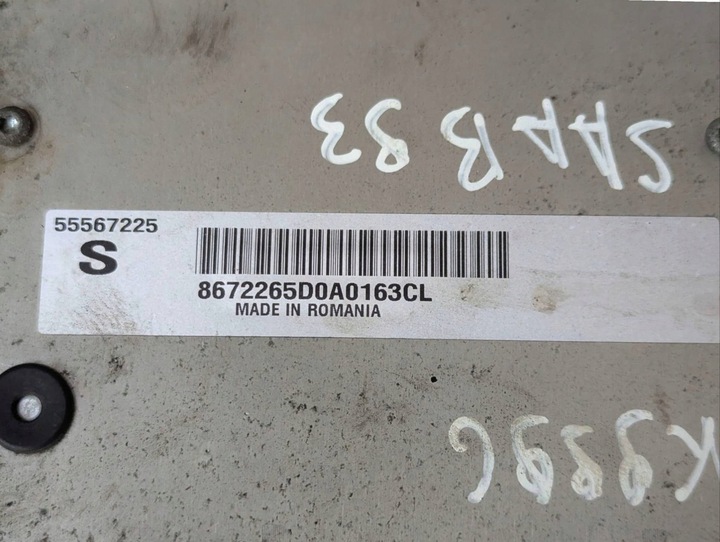 SAAB 93
55567225
S
8672265D0A0163CL
MADE IN ROMANIA